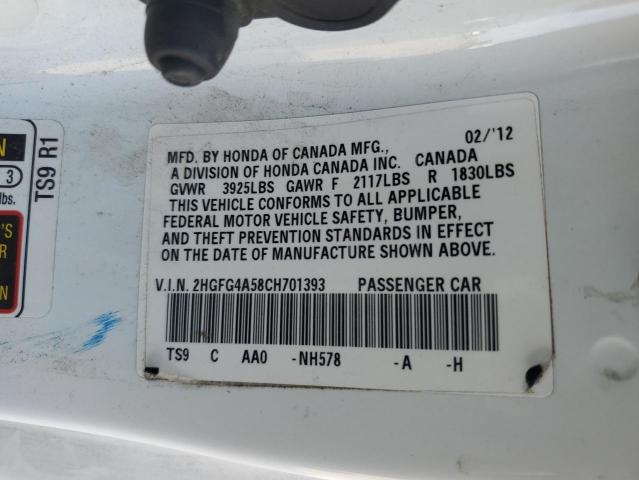 N
3
lbs.
'S
R
N
TS9 R1
02/'12
MFD. BY HONDA OF CANADA MFG.,
A DIVISION OF HONDA CANADA INC. CANADA
GVWR 3925LBS GAWR F 2117LBS R 1830LBS
THIS VEHICLE CONFORMS TO ALL APPLICABLE
FEDERAL MOTOR VEHICLE SAFETY, BUMPER,
AND THEFT PREVENTION STANDARDS IN EFFECT
ON THE DATE OF MANUFACTURE SHOWN ABOVE.
V.I.N. 2HGFG4A58CH701393 PASSENGER CAR
TS9 C AA0 -NH578 -A -H